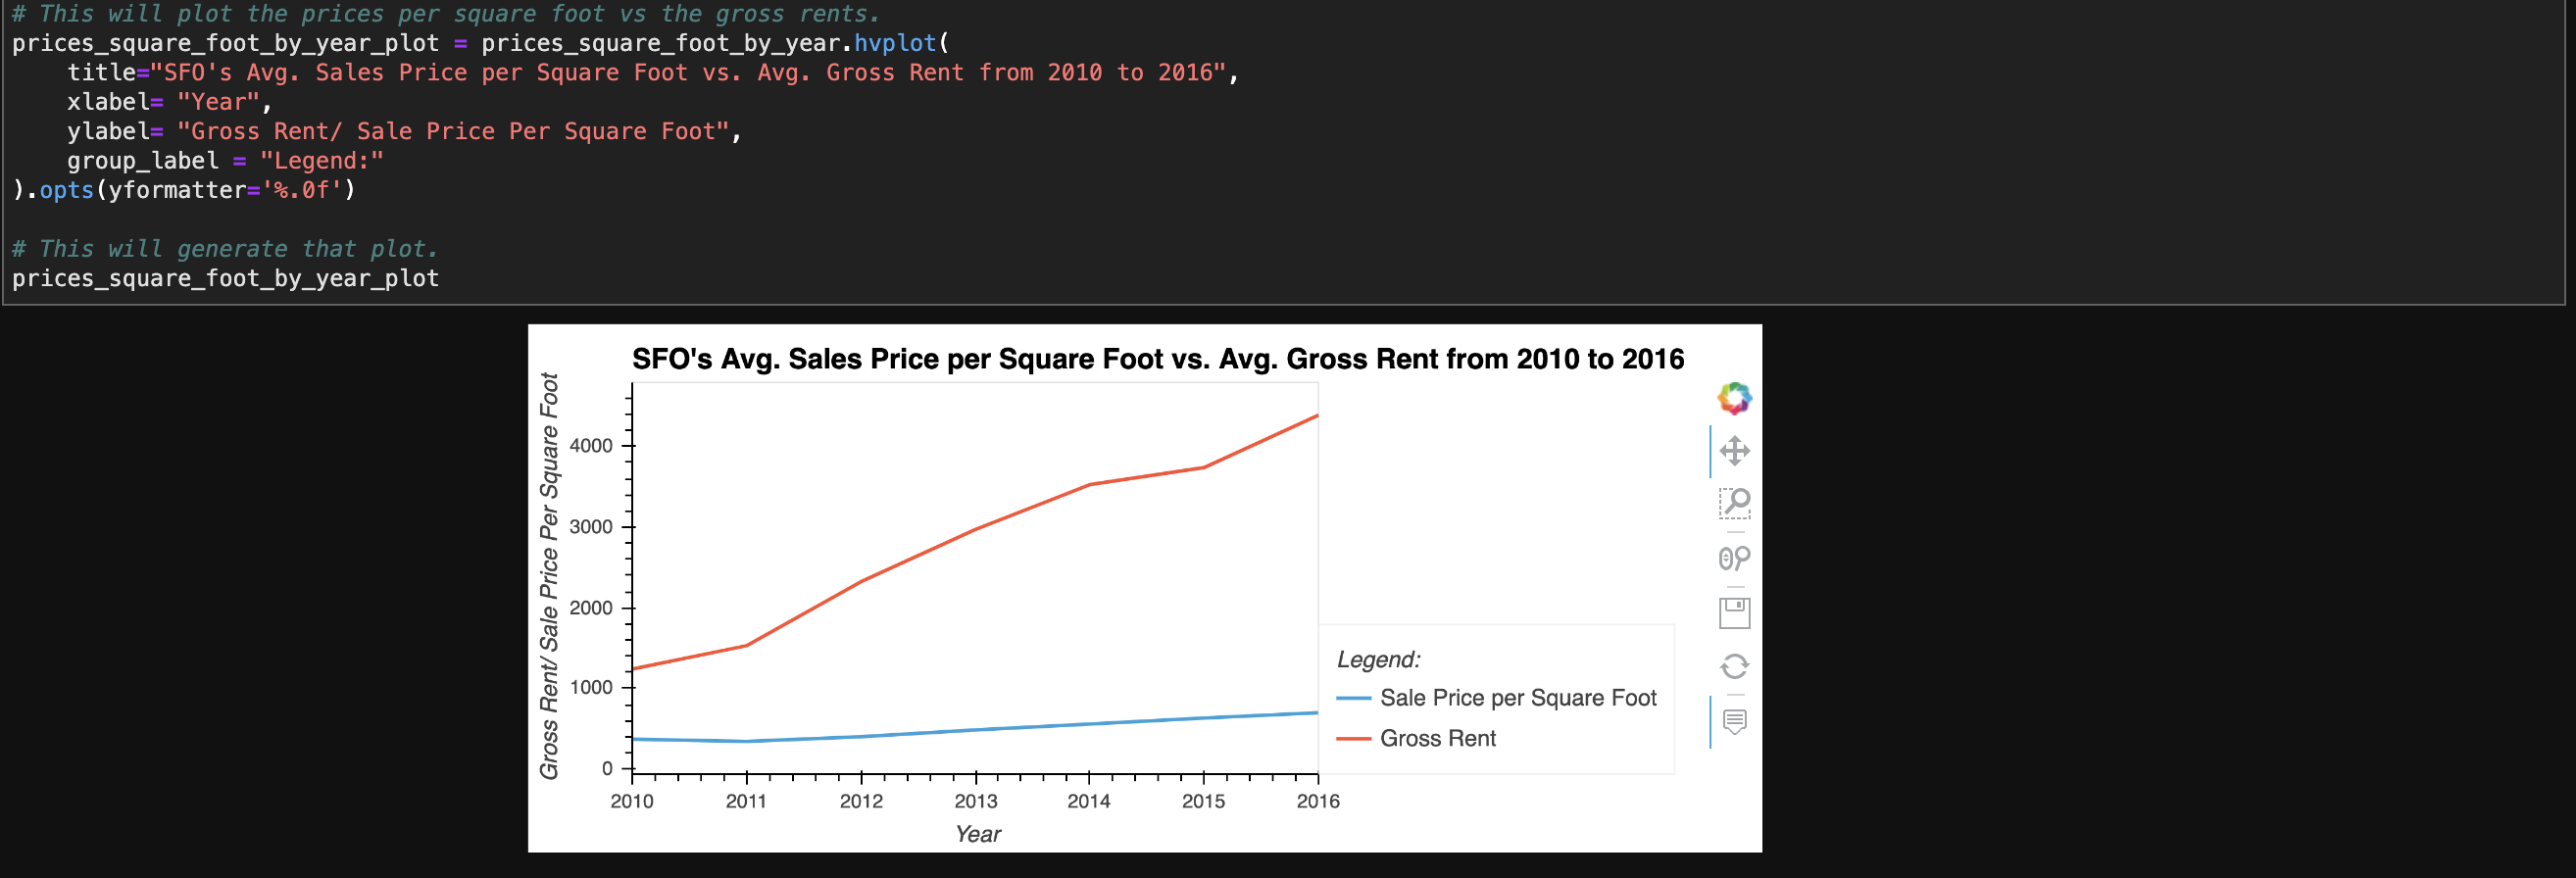 # This will plot the prices per square foot vs the gross rents.
prices_square_foot_by_year_plot = prices_square_foot_by_year.hvplot(
    title="SFO's Avg. Sales Price per Square Foot vs. Avg. Gross Rent from 2010 to 2016",
    xlabel= "Year",
    ylabel= "Gross Rent/ Sale Price Per Square Foot",
    group_label = "Legend:"
).opts(yformatter='%.0f')
# This will generate that plot.
prices_square_foot_by_year_plot
SFO's Avg. Sales Price per Square Foot vs. Avg. Gross Rent from 2010 to 2016
Gross Rent/ Sale Price Per Square Foot
4000
3000
2000
1000
0
2010 2011 2012 2013 2014 2015 2016
Year
Legend:
Sale Price per Square Foot
Gross Rent